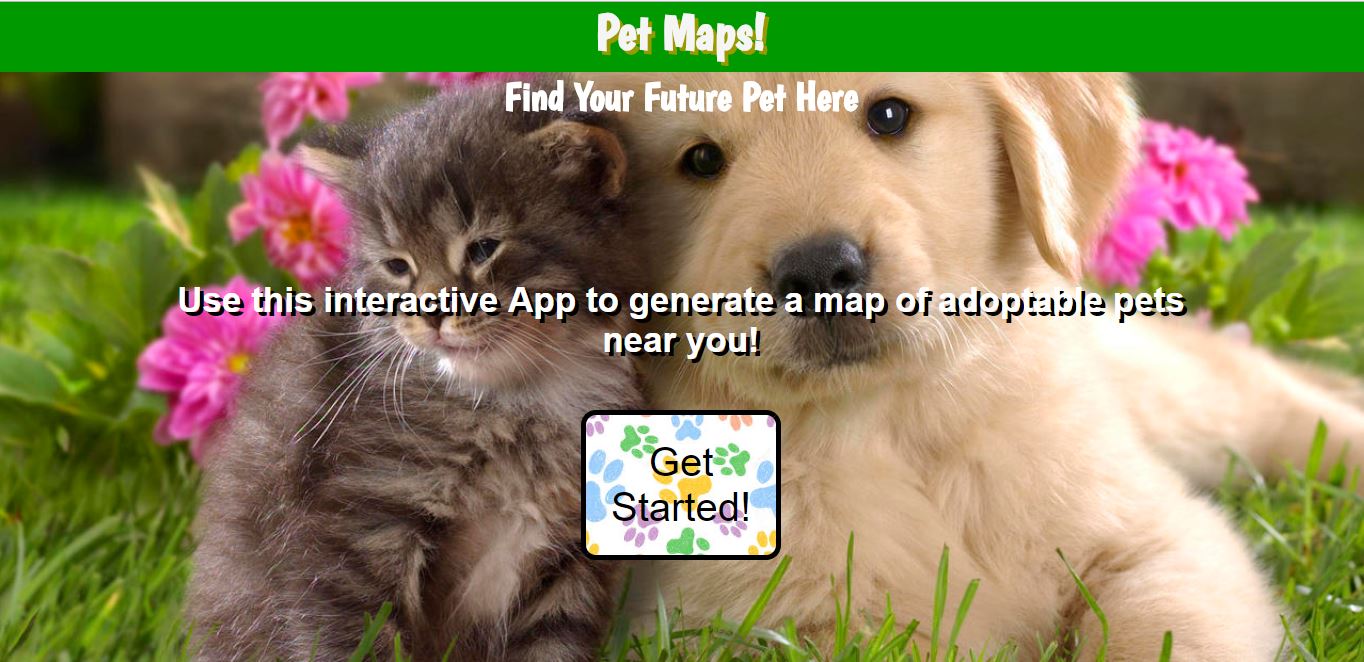 Pet Maps!
Find Your Future Pet Here
Use this interactive App to generate a map of adoptable pets
near you!
Get
Started!